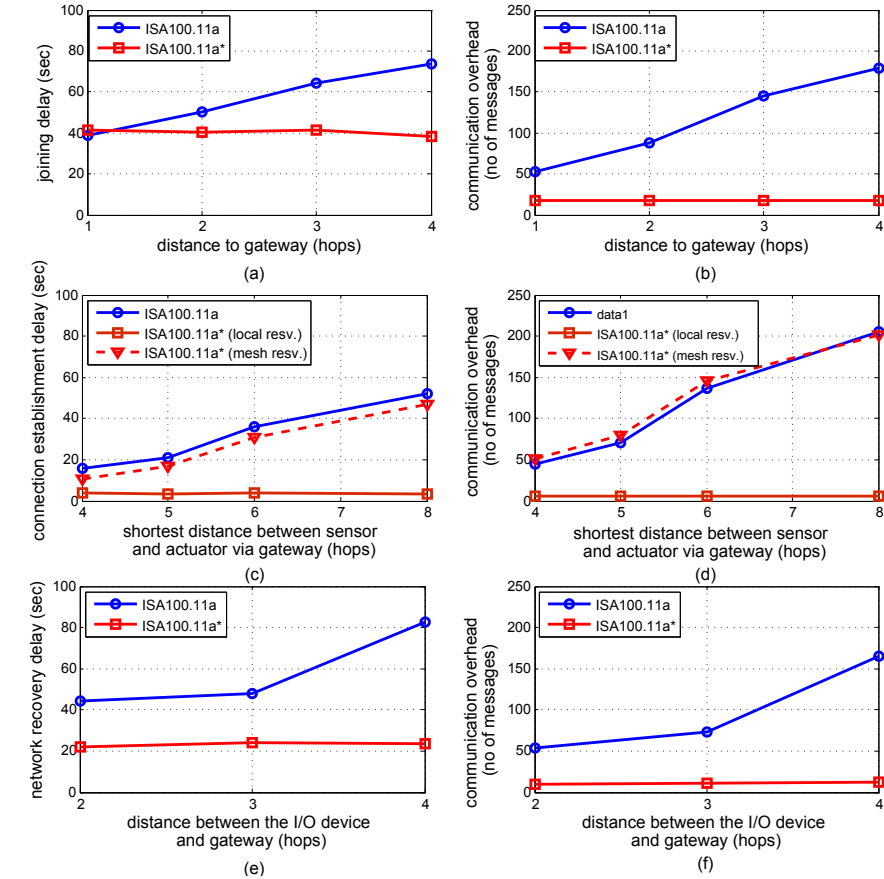 100
80
60
40
20
0
1
2
3
4
joining delay (sec)
distance to gateway (hops)
ISA100.11a
ISA100.11a*
(a)
250
200
150
100
50
0
1
2
3
4
communication overhead
(no of messages)
distance to gateway (hops)
ISA100.11a
ISA100.11a*
(b)
100
80
60
40
20
0
4
5
6
7
8
connection establishment delay (sec)
shortest distance between sensor
and actuator via gateway (hops)
ISA100.11a
ISA100.11a* (local resv.)
ISA100.11a* (mesh resv.)
(c)
250
200
150
100
50
0
4
5
6
7
8
communication overhead
(no of messages)
shortest distance between sensor
and actuator via gateway (hops)
data1
ISA100.11a* (local resv.)
ISA100.11a* (mesh resv.)
(d)
100
80
60
40
20
0
2
3
4
network recovery delay (sec)
distance between the I/O device
and gateway (hops)
ISA100.11a
ISA100.11a*
(e)
250
200
150
100
50
0
2
3
4
communication overhead
(no of messages)
distance between the I/O device
and gateway (hops)
ISA100.11a
ISA100.11a*
(f)